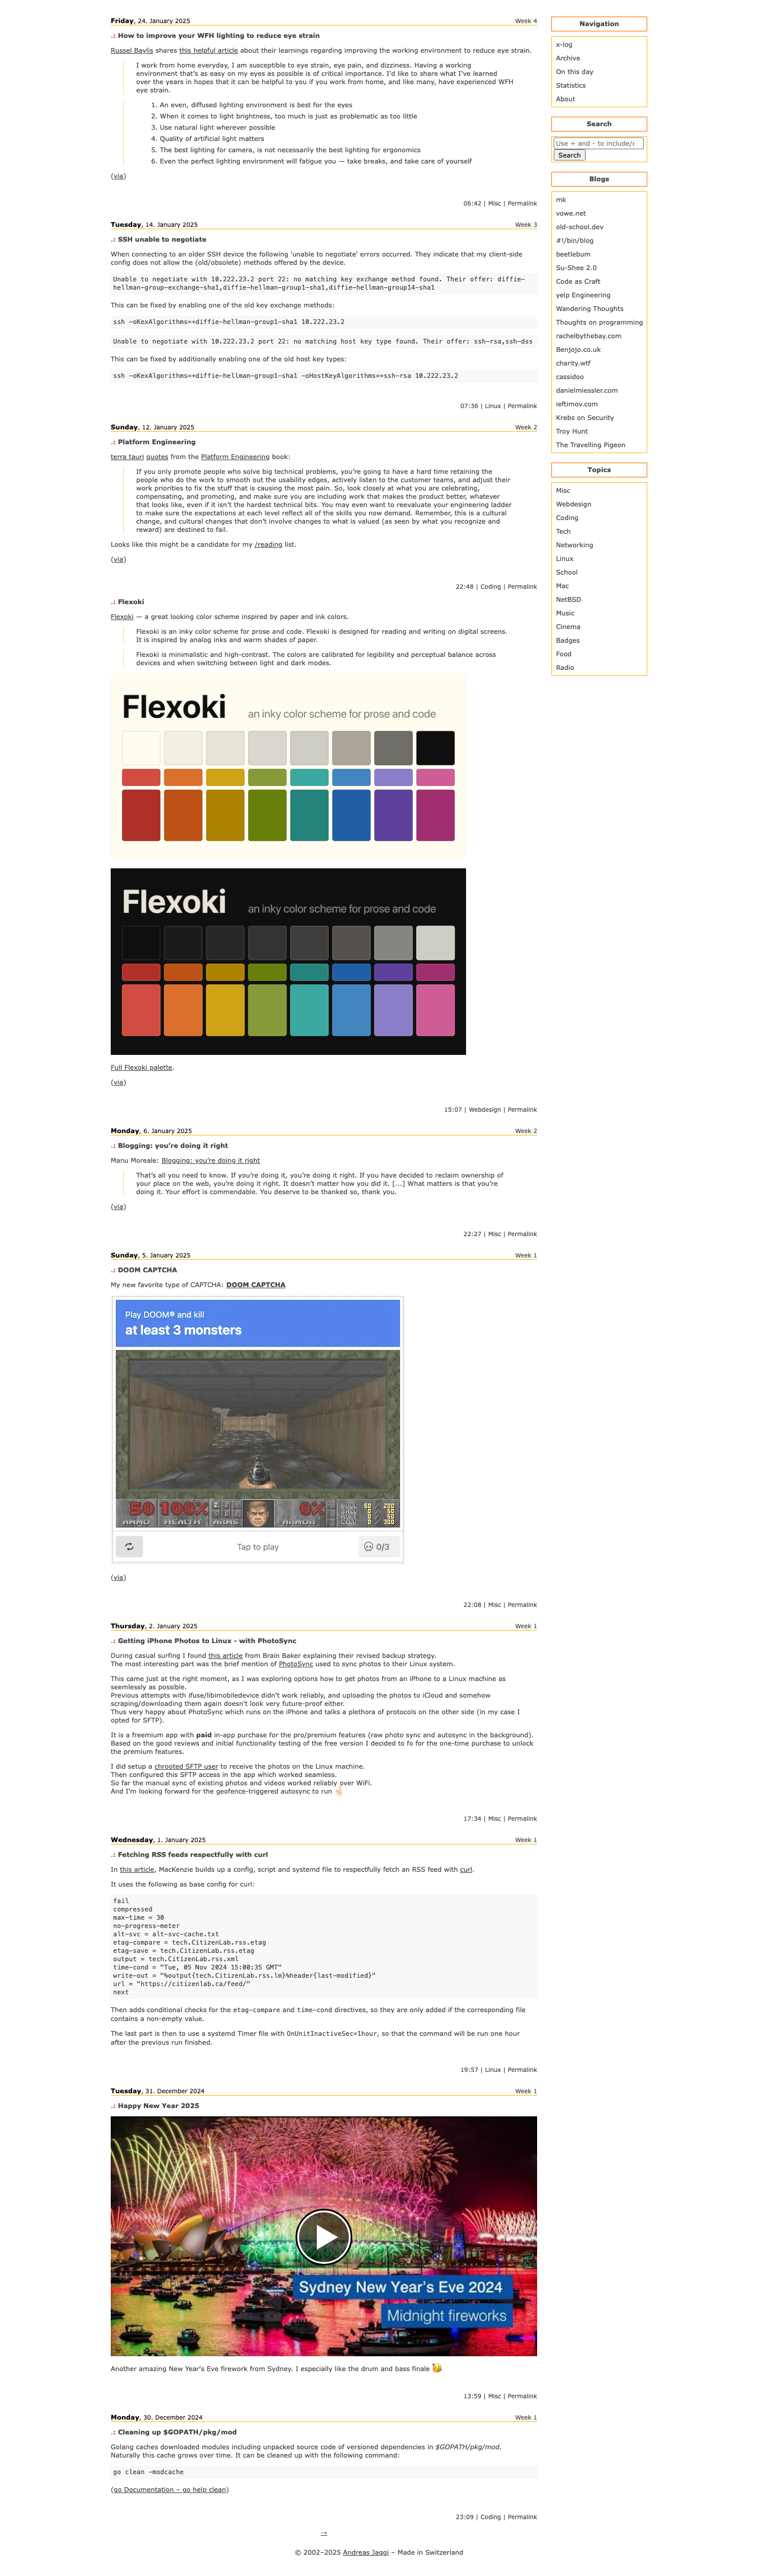 Friday, 24. January 2025 Week 4
.: How to improve your WFH lighting to reduce eye strain
Russel Baylis shares this helpful article about their learnings regarding improving the working environment to reduce eye strain.
I work from home everyday, I am susceptible to eye strain, eye pain, and dizziness. Having a working
environment that's as easy on my eyes as possible is of critical importance. I'd like to share what I've learned
over the years in hopes that it can be helpful to you if you work from home, and like many, have experienced WFH
eye strain.
1. An even, diffused lighting environment is best for the eyes
2. When it comes to light brightness, too much is just as problematic as too little
3. Use natural light wherever possible
4. Quality of artificial light matters
5. The best lighting for camera, is not necessarily the best lighting for ergonomics
6. Even the perfect lighting environment will fatigue you — take breaks, and take care of yourself
(via)
06:42 | Misc | Permalink
Tuesday, 14. January 2025 Week 3
.: SSH unable to negotiate
When connecting to an older SSH device the following 'unable to negotiate' errors occurred. They indicate that my client-side
config does not allow the (old/obsolete) methods offered by the device.
Unable to negotiate with 10.222.23.2 port 22: no matching key exchange method found. Their offer: diffie-
hellman-group-exchange-sha1,diffie-hellman-group1-sha1,diffie-hellman-group14-sha1
This can be fixed by enabling one of the old key exchange methods:
ssh -oKexAlgorithms=+diffie-hellman-group1-sha1 10.222.23.2
Unable to negotiate with 10.222.23.2 port 22: no matching host key type found. Their offer: ssh-rsa,ssh-dss
This can be fixed by additionally enabling one of the old host key types:
ssh -oKexAlgorithms=+diffie-hellman-group1-sha1 -oHostKeyAlgorithms=+ssh-rsa 10.222.23.2
07:36 | Linux | Permalink
Sunday, 12. January 2025 Week 2
.: Platform Engineering
terra tauri quotes from the Platform Engineering book:
If you only promote people who solve big technical problems, you're going to have a hard time retaining the
people who do the work to smooth out the usability edges, actively listen to the customer teams, and adjust their
work priorities to fix the stuff that is causing the most pain. So, look closely at what you are celebrating,
compensating, and promoting, and make sure you are including work that makes the product better, whatever
that looks like, even if it isn't the hardest technical bits. You may even want to reevaluate your engineering ladder
to make sure the expectations at each level reflect all of the skills you now demand. Remember, this is a cultural
change, and cultural changes that don't involve changes to what is valued (as seen by what you recognize and
reward) are destined to fail.
Looks like this might be a candidate for my /reading list.
(via)
22:48 | Coding | Permalink
.: Flexoki
Flexoki — a great looking color scheme inspired by paper and ink colors.
Flexoki is an inky color scheme for prose and code. Flexoki is designed for reading and writing on digital screens.
It is inspired by analog inks and warm shades of paper.
Flexoki is minimalistic and high-contrast. The colors are calibrated for legibility and perceptual balance across
devices and when switching between light and dark modes.
Flexoki an inky color scheme for prose and code
Flexoki an inky color scheme for prose and code
Full Flexoki palette.
(via)
15:07 | Webdesign | Permalink
Monday, 6. January 2025 Week 2
.: Blogging: you're doing it right
Manu Moreale: Blogging: you're doing it right
That's all you need to know. If you're doing it, you're doing it right. If you have decided to reclaim ownership of
your place on the web, you're doing it right. It doesn't matter how you did it. [...] What matters is that you're
doing it. Your effort is commendable. You deserve to be thanked so, thank you.
(via)
22:27 | Misc | Permalink
Sunday, 5. January 2025 Week 1
.: DOOM CAPTCHA
My new favorite type of CAPTCHA: DOOM CAPTCHA
Play DOOM® and kill
at least 3 monsters
50 100% 0%
AMMO HEALTH ARMS ARMOR
Tap to play 0/3
(via)
22:08 | Misc | Permalink
Thursday, 2. January 2025 Week 1
.: Getting iPhone Photos to Linux - with PhotoSync
During casual surfing I found this article from Brain Baker explaining their revised backup strategy.
The most interesting part was the brief mention of PhotoSync used to sync photos to their Linux system.
This came just at the right moment, as I was exploring options how to get photos from an iPhone to a Linux machine as
seemlessly as possible.
Previous attempts with ifuse/libimobiledevice didn't work reliably, and uploading the photos to iCloud and somehow
scraping/downloading them again doesn't look very future-proof either.
Thus very happy about PhotoSync which runs on the iPhone and talks a plethora of protocols on the other side (in my case I
opted for SFTP).
It is a freemium app with paid in-app purchase for the pro/premium features (raw photo sync and autosync in the background).
Based on the good reviews and initial functionality testing of the free version I decided to fo for the one-time purchase to unlock
the premium features.
I did setup a chrooted SFTP user to receive the photos on the Linux machine.
Then configured this SFTP access in the app which worked seamless.
So far the manual sync of existing photos and videos worked reliably over WiFi.
And I'm looking forward for the geofence-triggered autosync to run 🤞🏻
17:34 | Misc | Permalink
Wednesday, 1. January 2025 Week 1
.: Fetching RSS feeds respectfully with curl
In this article, MacKenzie builds up a config, script and systemd file to respectfully fetch an RSS feed with curl.
It uses the following as base config for curl:
fail
compressed
max-time = 30
no-progress-meter
alt-svc = alt-svc-cache.txt
etag-compare = tech.CitizenLab.rss.etag
etag-save = tech.CitizenLab.rss.etag
output = tech.CitizenLab.rss.xml
time-cond = "Tue, 05 Nov 2024 15:00:35 GMT"
write-out = "%output{tech.CitizenLab.rss.lm}%header{last-modified}"
url = "https://citizenlab.ca/feed/"
next
Then adds conditional checks for the etag-compare and time-cond directives, so they are only added if the corresponding file
contains a non-empty value.
The last part is then to use a systemd Timer file with OnUnitInactiveSec=1hour, so that the command will be run one hour
after the previous run finished.
19:57 | Linux | Permalink
Tuesday, 31. December 2024 Week 1
.: Happy New Year 2025
Sydney New Year's Eve 2024
Midnight fireworks
Another amazing New Year's Eve firework from Sydney. I especially like the drum and bass finale 🥳
13:59 | Misc | Permalink
Monday, 30. December 2024 Week 1
.: Cleaning up $GOPATH/pkg/mod
Golang caches downloaded modules including unpacked source code of versioned dependencies in $GOPATH/pkg/mod.
Naturally this cache grows over time. It can be cleaned up with the following command:
go clean -modcache
(go Documentation – go help clean)
23:09 | Coding | Permalink
→
© 2002–2025 Andreas Jaggi – Made in Switzerland
Navigation
x-log
Archive
On this day
Statistics
About
Search
Use + and - to include/e
Search
Blogs
mk
vowe.net
old-school.dev
#!/bin/blog
beetlebum
Su-Shee 2.0
Code as Craft
yelp Engineering
Wandering Thoughts
Thoughts on programming
rachelbythebay.com
Benjojo.co.uk
charity.wtf
cassidoo
danielmiessler.com
ieftimov.com
Krebs on Security
Troy Hunt
The Travelling Pigeon
Topics
Misc
Webdesign
Coding
Tech
Networking
Linux
School
Mac
NetBSD
Music
Cinema
Badges
Food
Radio